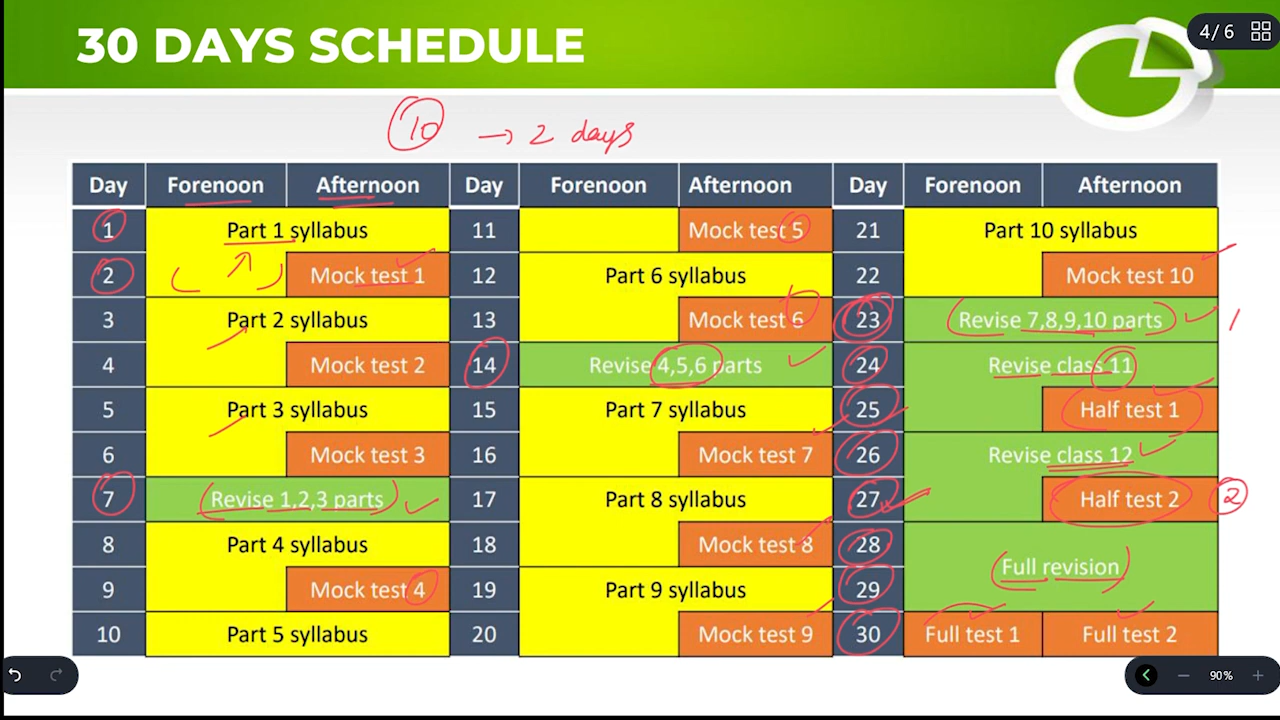 30 DAYS SCHEDULE
4/6
10 → 2 days
Day Forenoon Afternoon Day Forenoon Afternoon Day Forenoon Afternoon
1 Part 1 syllabus 11 Mock test 5 21 Part 10 syllabus
2 Mock test 1 12 Part 6 syllabus 22 Mock test 10
3 Part 2 syllabus 13 Mock test 6 23 Revise 7,8,9,10 parts 1
4 Mock test 2 14 Revise 4,5,6 parts 24 Revise class 11
5 Part 3 syllabus 15 Part 7 syllabus 25 Half test 1
6 Mock test 3 16 Mock test 7 26 Revise class 12
7 Revise 1,2,3 parts 17 Part 8 syllabus 27 Half test 2 2
8 Part 4 syllabus 18 Mock test 8 28 Full revision
9 Mock test 4 19 Part 9 syllabus 29
10 Part 5 syllabus 20 Mock test 9 30 Full test 1 Full test 2
90%